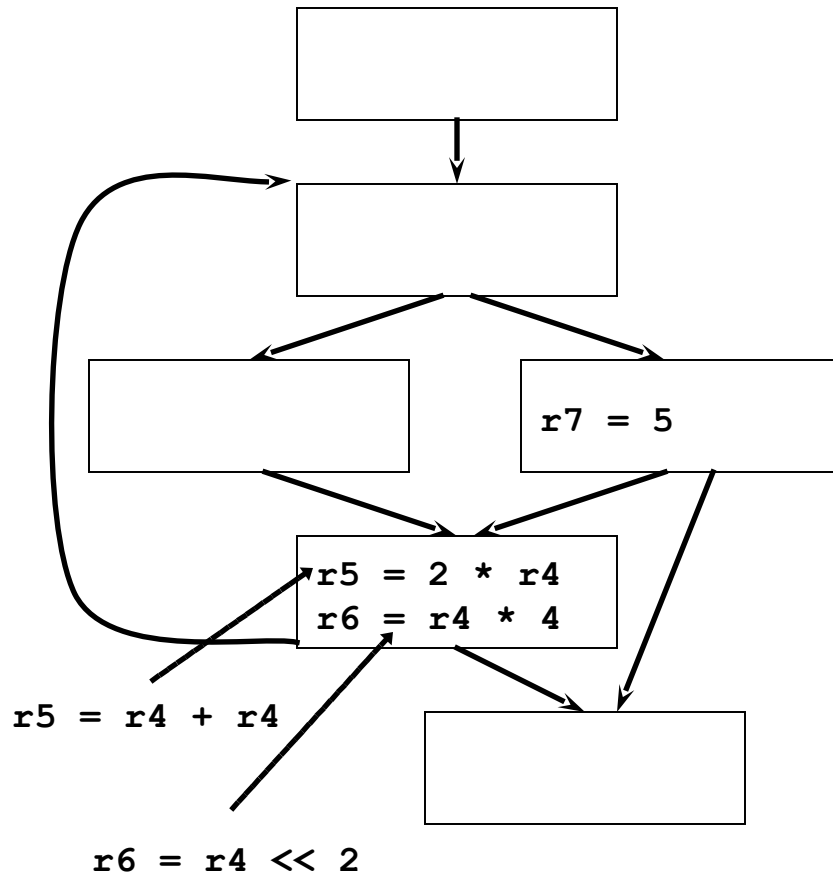 r7 = 5
r5 = 2 * r4
r6 = r4 * 4
r5 = r4 + r4
r6 = r4 << 2